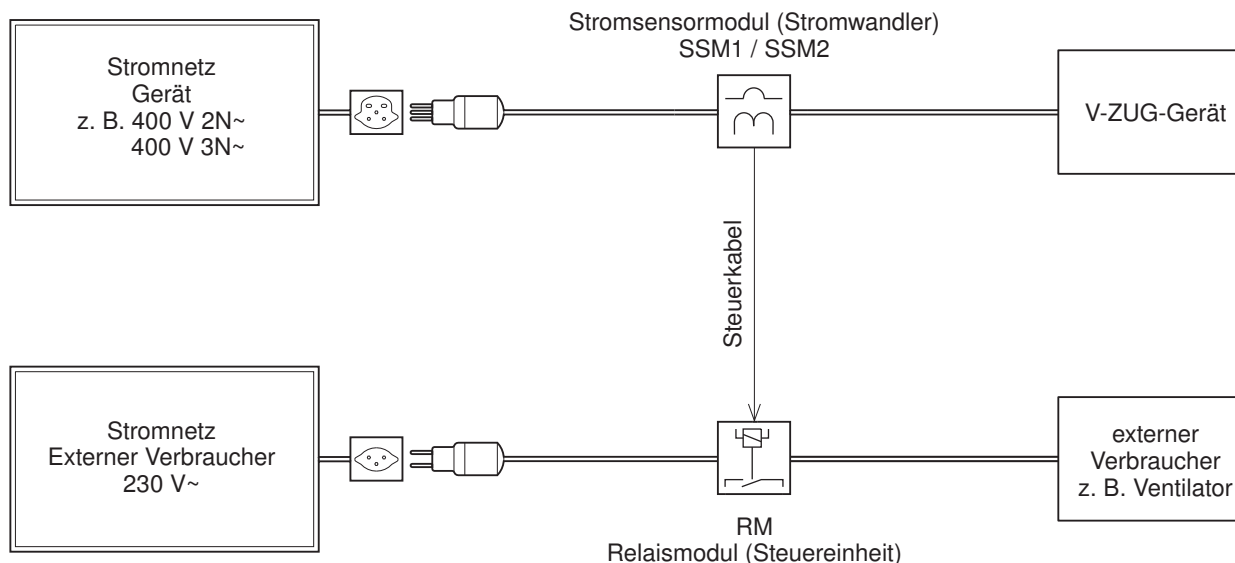 Stromsensormodul (Stromwandler)
SSM1 / SSM2
Stromnetz
Gerät
z. B. 400 V 2N~
400 V 3N~
V-ZUG-Gerät
Steuerkabel
Stromnetz
Externer Verbraucher
230 V~
externer
Verbraucher
z. B. Ventilator
RM
Relaismodul (Steuereinheit)